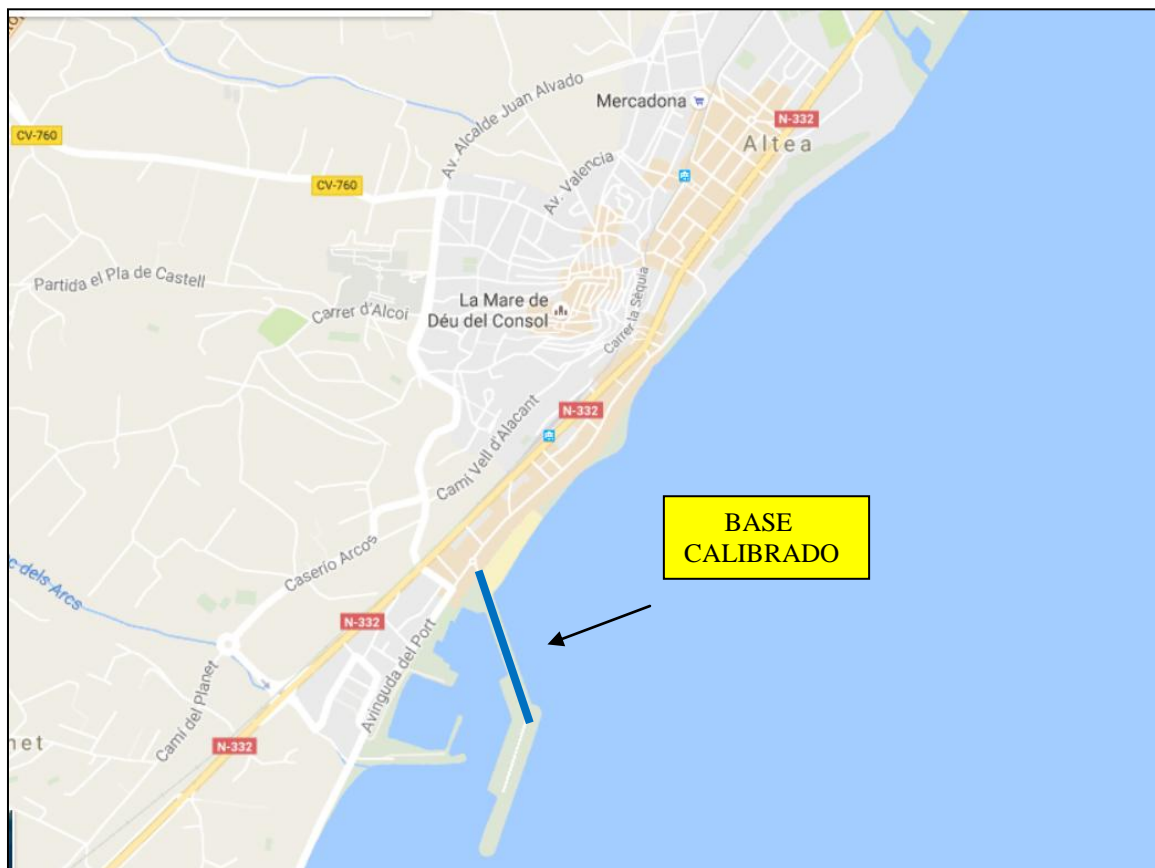 Mercadona
N-332
Altea
Av. Alcalde Juan Alvado
CV-760
Av. Valencia
CV-760
Partida el Pla de Castell
Carrer d'Alcoi
La Mare de
Déu del Consol
Carrer la Séquia
N-332
Camí Vell d'Alacant
BASE
CALIBRADO
Caserio Arcos
c dels Arcs
N-332
Avinguda del Port
Camí del Planet
net
N-332